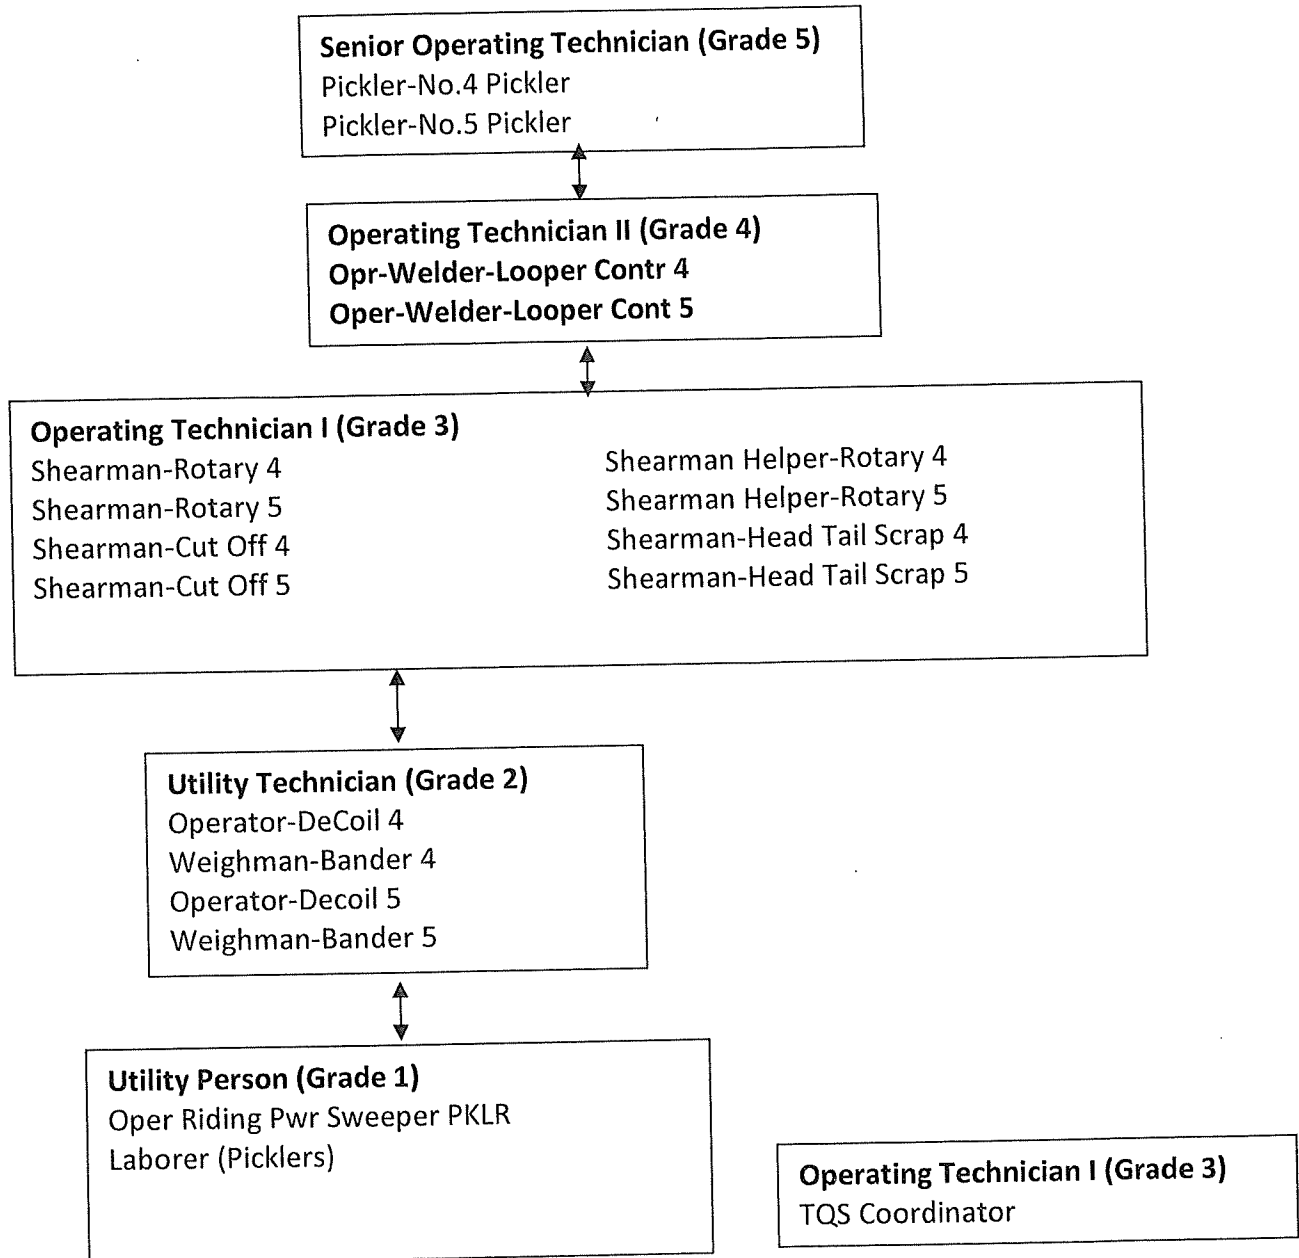 Senior Operating Technician (Grade 5)
Pickler-No.4 Pickler
Pickler-No.5 Pickler
Operating Technician II (Grade 4)
Opr-Welder-Looper Contr 4
Oper-Welder-Looper Cont 5
Operating Technician I (Grade 3)
Shearman-Rotary 4
Shearman-Rotary 5
Shearman-Cut Off 4
Shearman-Cut Off 5
Shearman Helper-Rotary 4
Shearman Helper-Rotary 5
Shearman-Head Tail Scrap 4
Shearman-Head Tail Scrap 5
Utility Technician (Grade 2)
Operator-DeCoil 4
Weighman-Bander 4
Operator-Decoil 5
Weighman-Bander 5
Utility Person (Grade 1)
Oper Riding Pwr Sweeper PKLR
Laborer (Picklers)
Operating Technician I (Grade 3)
TQS Coordinator